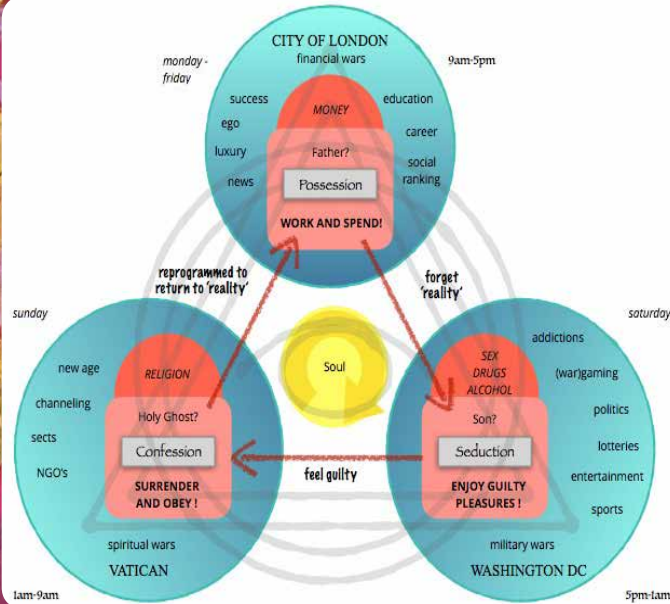 CITY OF LONDON
financial wars
monday -
friday
9am-5pm
success
ego
luxury
news
MONEY
Father?
Possession
WORK AND SPEND!
education
career
social
ranking
reprogrammed to
return to 'reality'
forget
'reality'
Soul
feel guilty
sunday
new age
channeling
sects
NGO's
RELIGION
Holy Ghost?
Confession
SURRENDER
AND OBEY !
spiritual wars
VATICAN
1am-9am
saturday
SEX
DRUGS
ALCOHOL
Son?
Seduction
ENJOY GUILTY
PLEASURES !
addictions
(war)gaming
politics
lotteries
entertainment
sports
military wars
WASHINGTON DC
5pm-1am